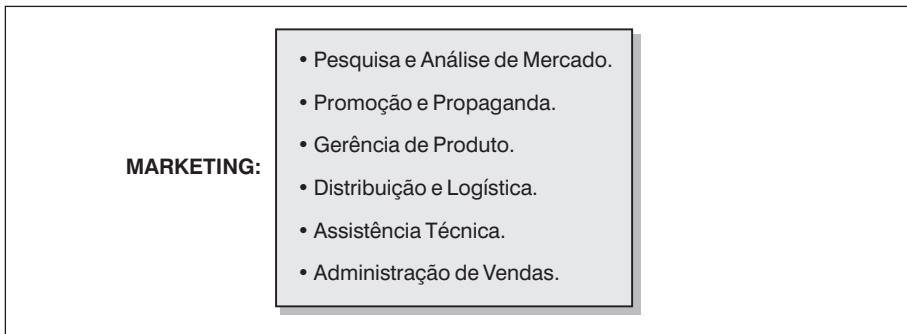 MARKETING:
• Pesquisa e Análise de Mercado.
• Promoção e Propaganda.
• Gerência de Produto.
• Distribuição e Logística.
• Assistência Técnica.
• Administração de Vendas.